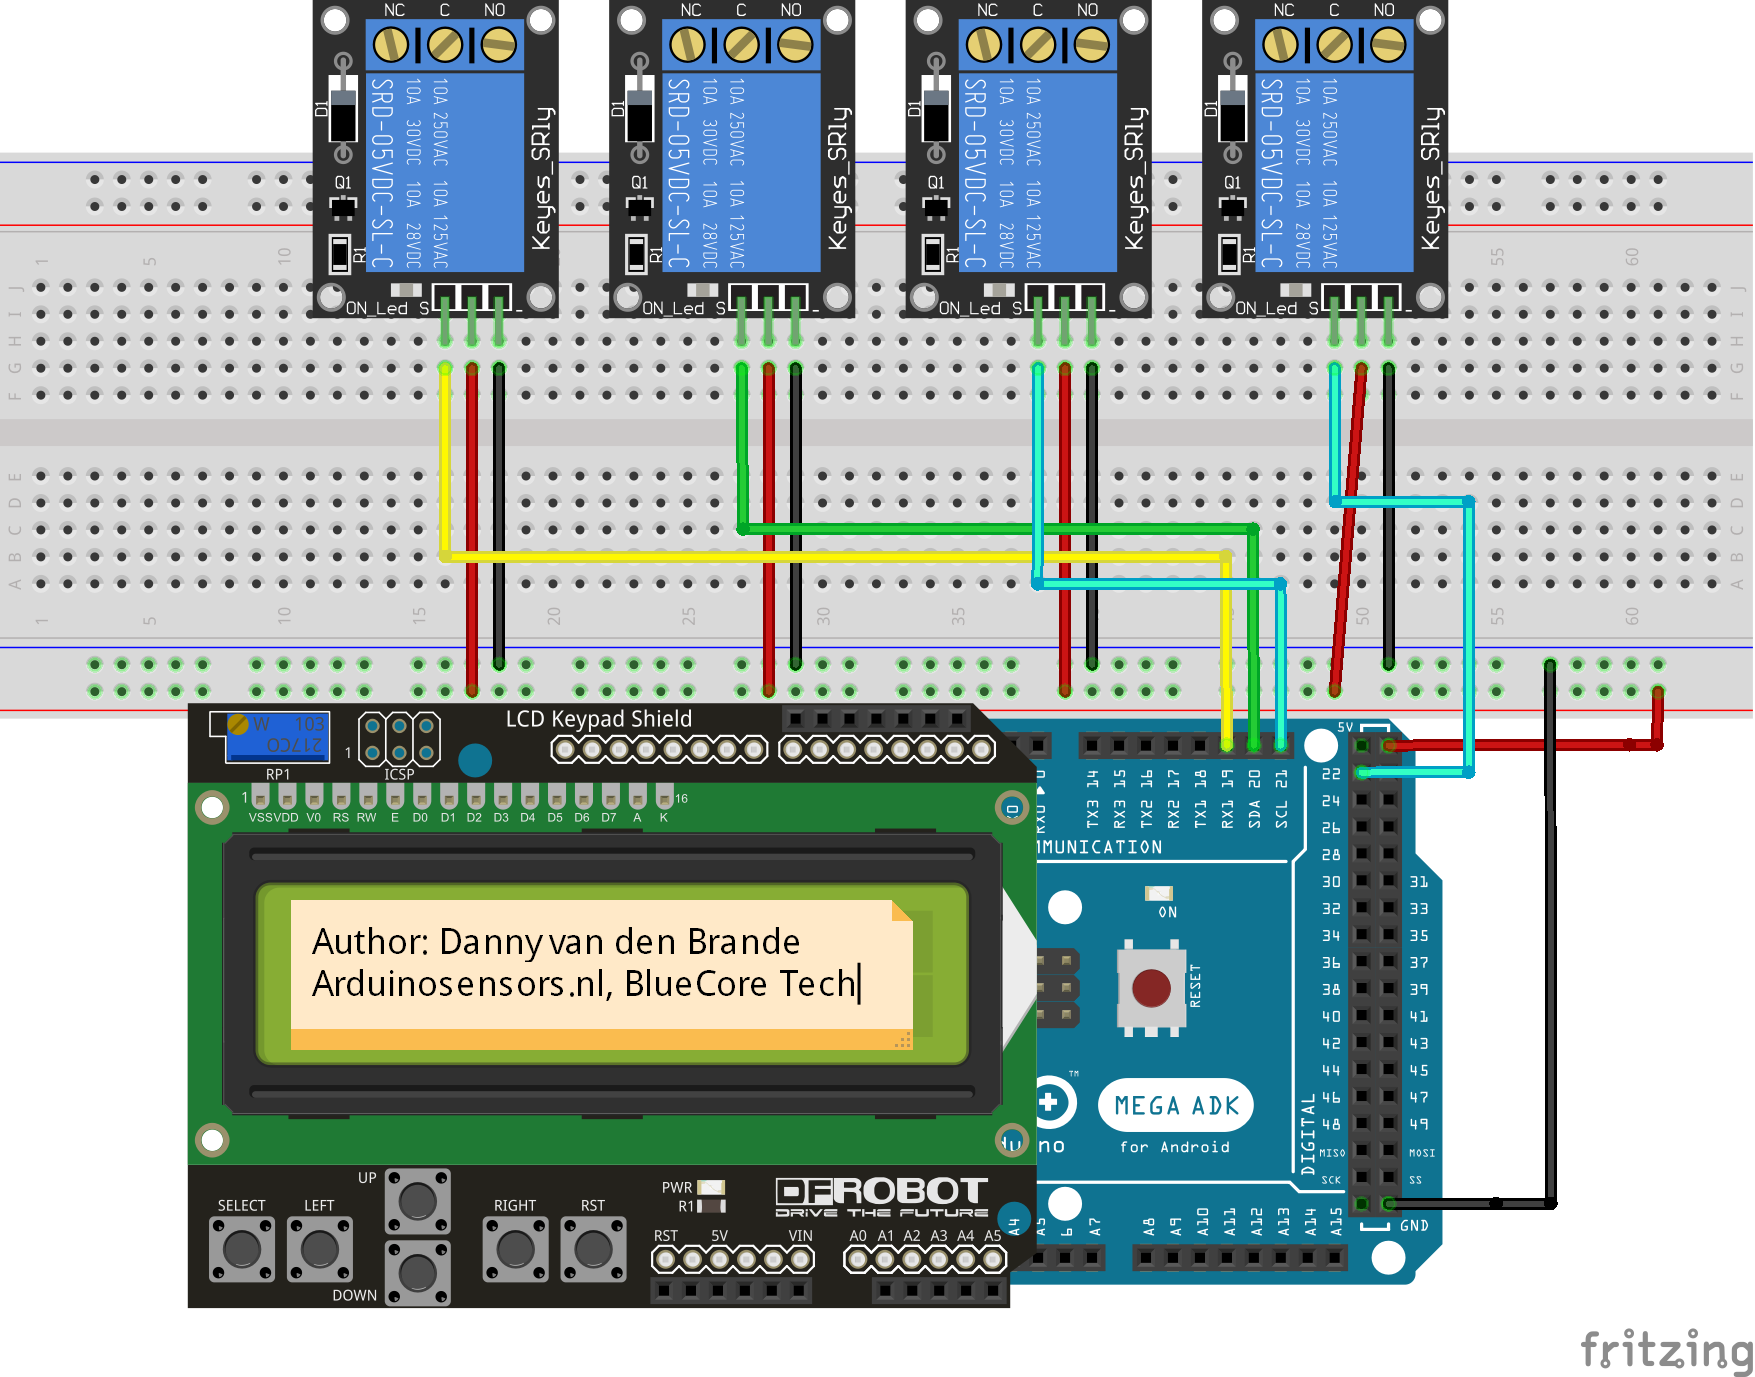 NC C NO
NC C NO
NC C NO
NC C NO
D1
SRD-05VDC-SL-C
10A 30VDC 10A 28VDC
10A 250VAC 10A 125VAC
Keyes_SRly
Q1
R1
ON_Led S -
D1
SRD-05VDC-SL-C
10A 30VDC 10A 28VDC
10A 250VAC 10A 125VAC
Keyes_SRly
Q1
R1
ON_Led S -
D1
SRD-05VDC-SL-C
10A 30VDC 10A 28VDC
10A 250VAC 10A 125VAC
Keyes_SRly
Q1
R1
ON_Led S -
D1
SRD-05VDC-SL-C
10A 30VDC 10A 28VDC
10A 250VAC 10A 125VAC
Keyes_SRly
Q1
R1
ON_Led S -
1 5 10 55 60
J J
I I
H H
G G
F F
E E
D D
C C
B B
A A
1 5 10 15 20 25 30 35 50 55 60
LCD Keypad Shield
W 103
217CO
1
RP1 ICSP
1 16
VSS VDD V0 RS RW E D0 D1 D2 D3 D4 D5 D6 D7 A K
Author: Danny van den Brande
Arduinosensors.nl, BlueCore Tech
UP
SELECT LEFT RIGHT RST
DOWN
PWR
R1
DFROBOT
DRIVE THE FUTURE
RST 5V VIN A0 A1 A2 A3 A4 A5
TX3 14
RX3 15
TX2 16
RX2 17
TX1 18
RX1 19
SDA 20
SCL 21
MUNICATION
ON
RESET
TM
MEGA ADK
for Android
DIGITAL
5V
22
24
26
28
30 31
32 33
34 35
36 37
38 39
40 41
42 43
44 45
46 47
48 49
MISO MOSI
SCK SS
GND
A4 A5 6 A7 A8 A9 A10 A11 A12 A13 A14 A15
fritzing